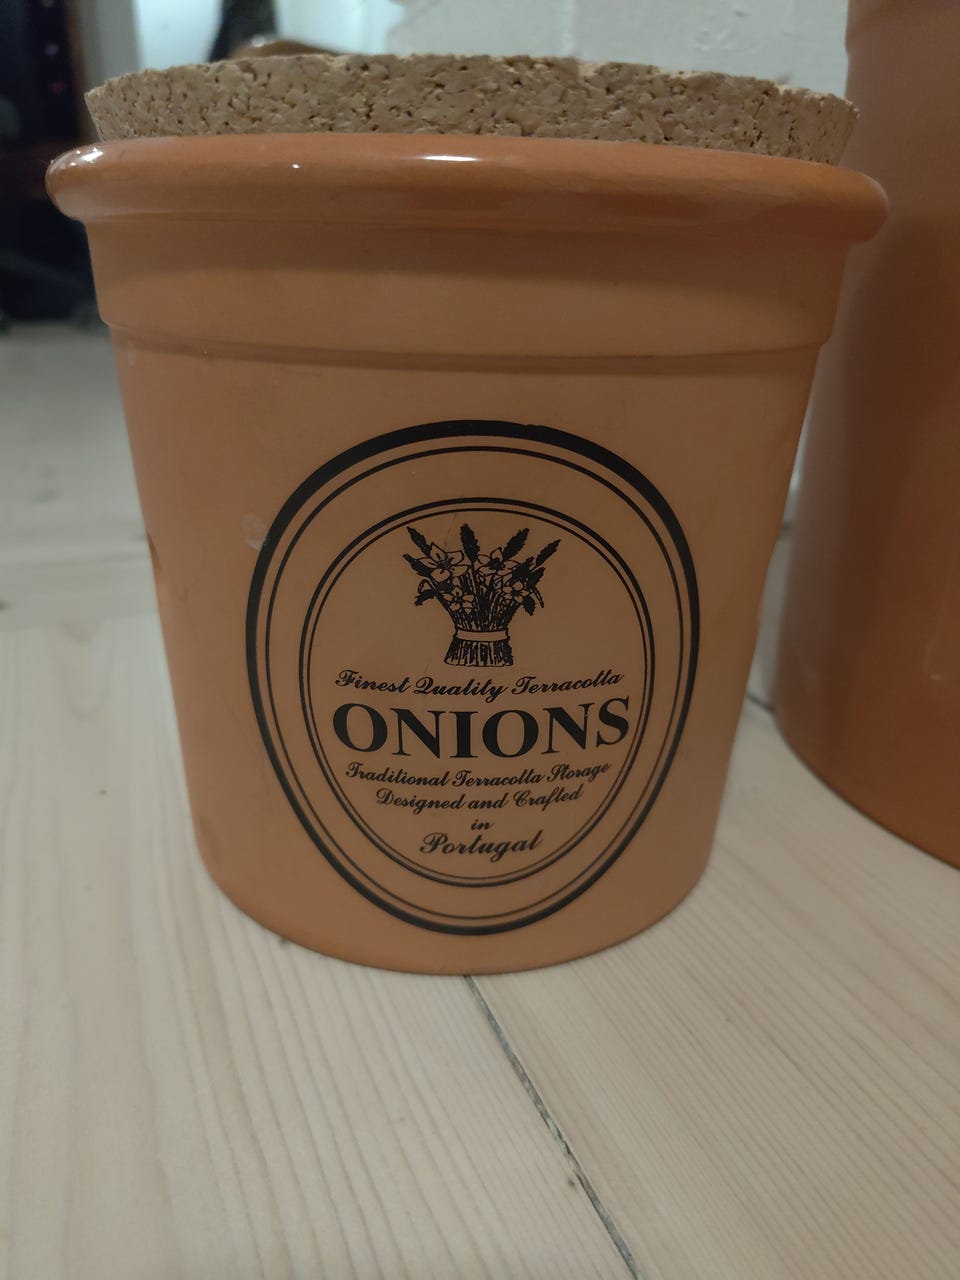 Finest Quality Terracotta
ONIONS
Traditional Terracotta Storage
Designed and Crafted
in
Portugal